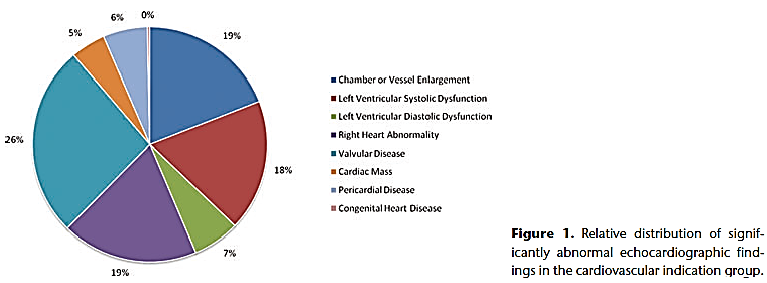 0%
6%
5%
19%
26%
18%
7%
19%
Chamber or Vessel Enlargement
Left Ventricular Systolic Dysfunction
Left Ventricular Diastolic Dysfunction
Right Heart Abnormality
Valvular Disease
Cardiac Mass
Pericardial Disease
Congenital Heart Disease
Figure 1. Relative distribution of signif-
icantly abnormal echocardiographic find-
ings in the cardiovascular indication group.